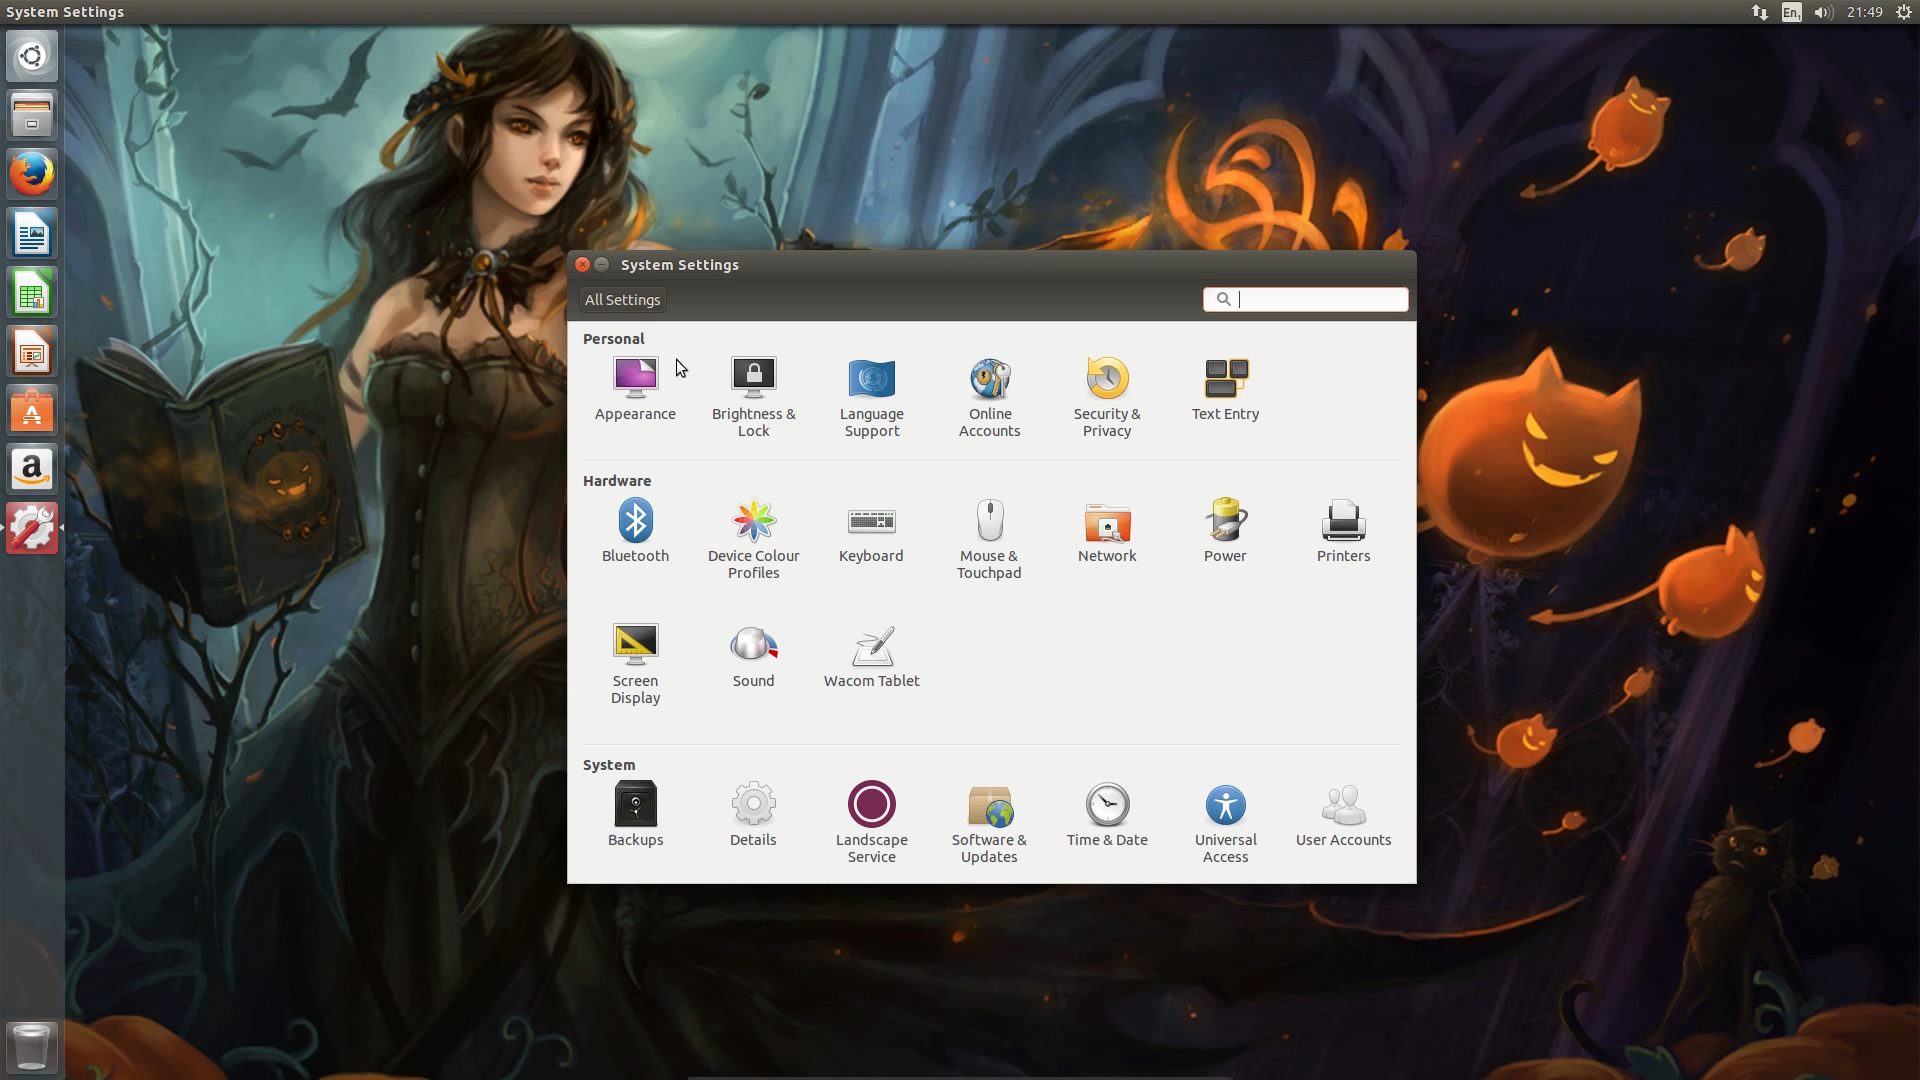 System Settings
En1
21:49
System Settings
All Settings
Personal
Appearance
Brightness &
Lock
Language
Support
Online
Accounts
Security &
Privacy
Text Entry
Hardware
Bluetooth
Device Colour
Profiles
Keyboard
Mouse &
Touchpad
Network
Power
Printers
Screen
Display
Sound
Wacom Tablet
System
Backups
Details
Landscape
Service
Software &
Updates
Time & Date
Universal
Access
User Accounts
a